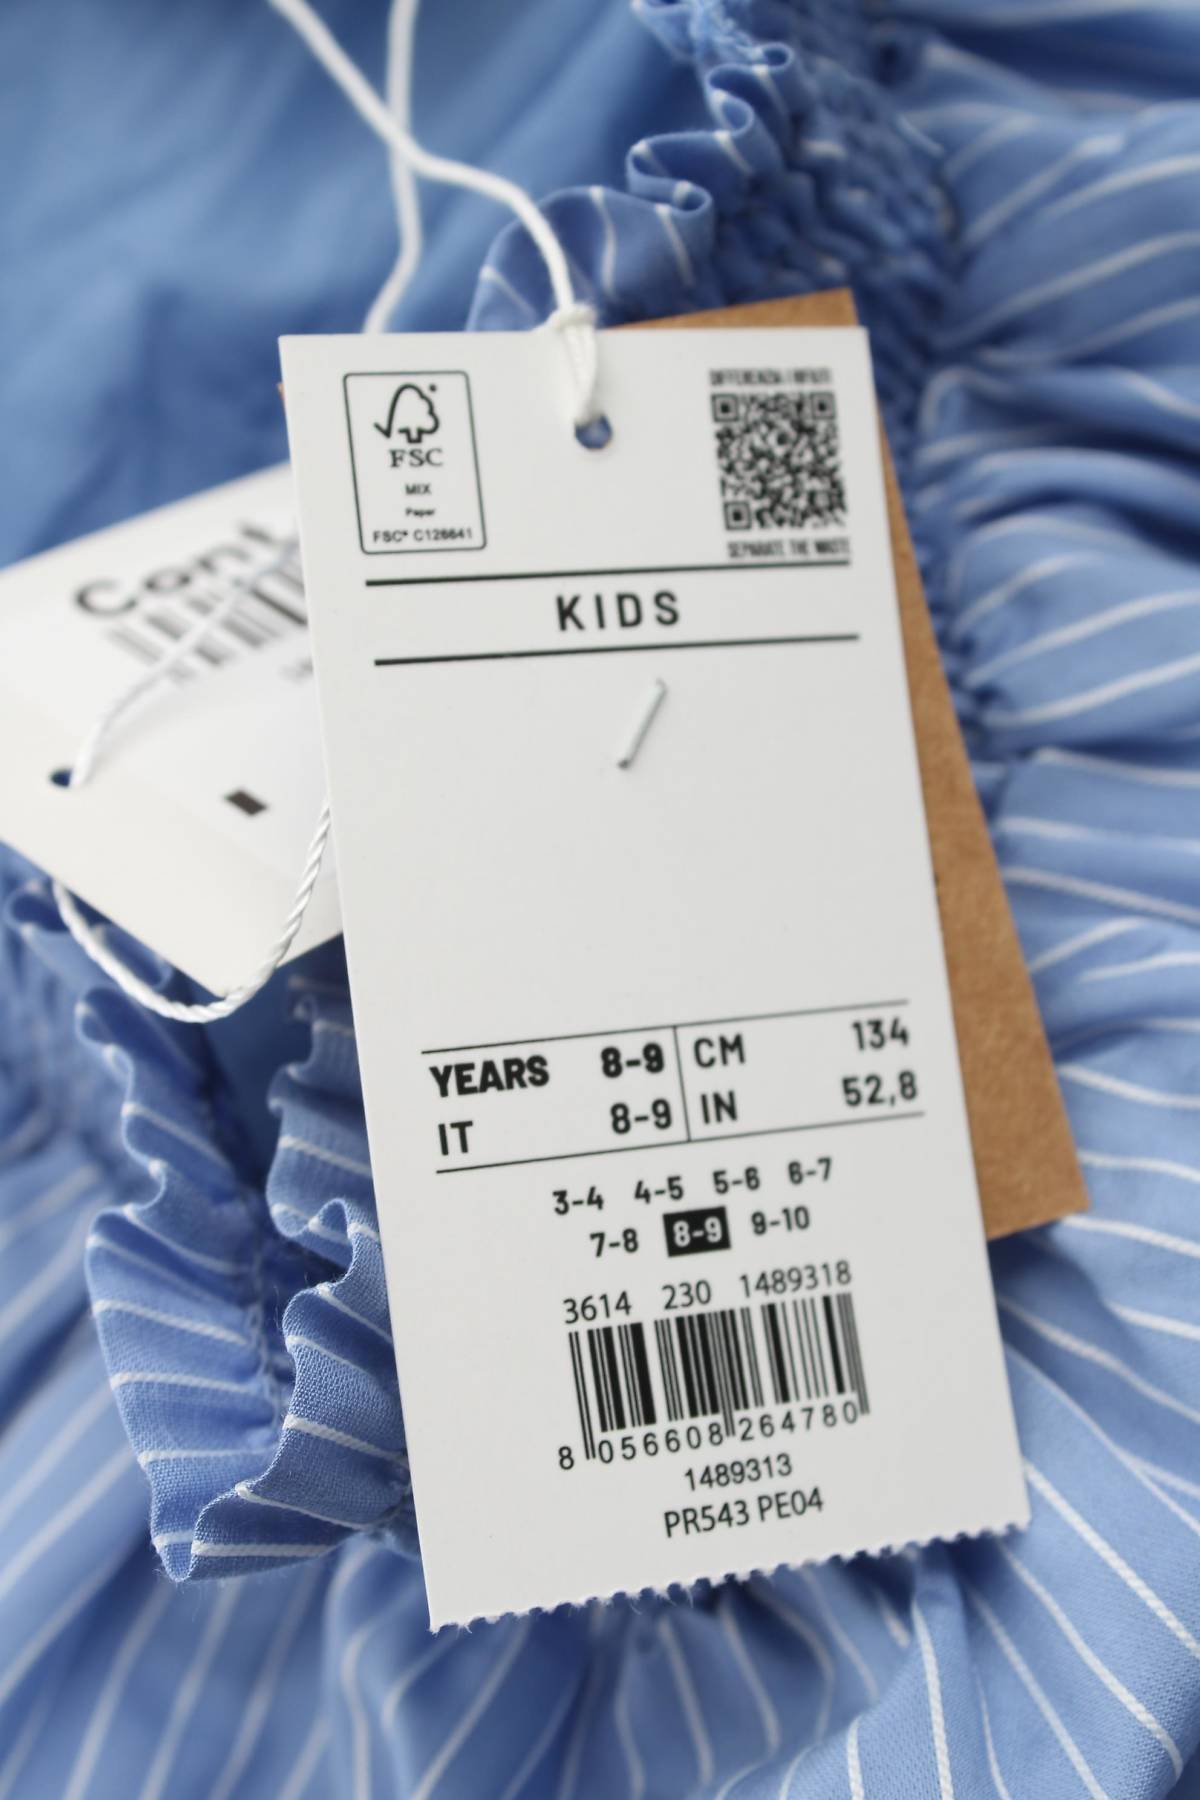 FSC
MIX
Paper
FSC® C126641
DIFFERENZIA I RIFIUTI
SEPARATE THE WASTE
KIDS
YEARS 8-9 CM 134
IT 8-9 IN 52,8
3-4 4-5 5-6 6-7
7-8 8-9 9-10
3614 230 1489318
8 056608 264780
1489313
PR543 PE04
Cont